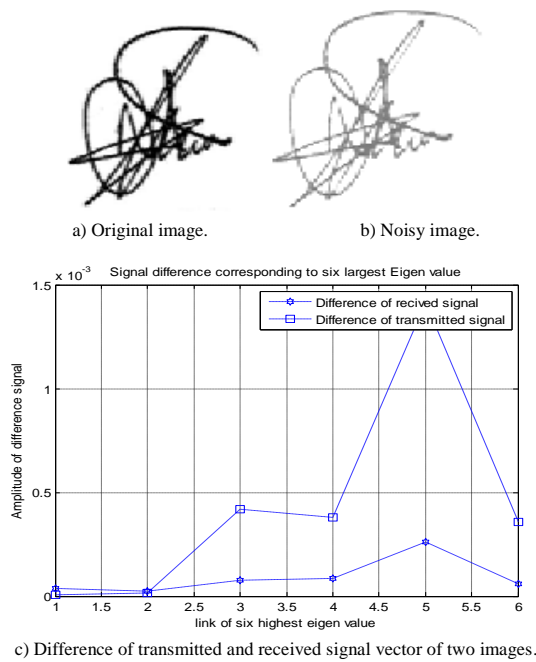 a) Original image.
b) Noisy image.
x 10^-3
Signal difference corresponding to six largest Eigen value
1.5
Difference of recived signal
Difference of transmitted signal
1
0.5
0
Amplitude of difference signal
1 1.5 2 2.5 3 3.5 4 4.5 5 5.5 6
link of six highest eigen value
c) Difference of transmitted and received signal vector of two images.